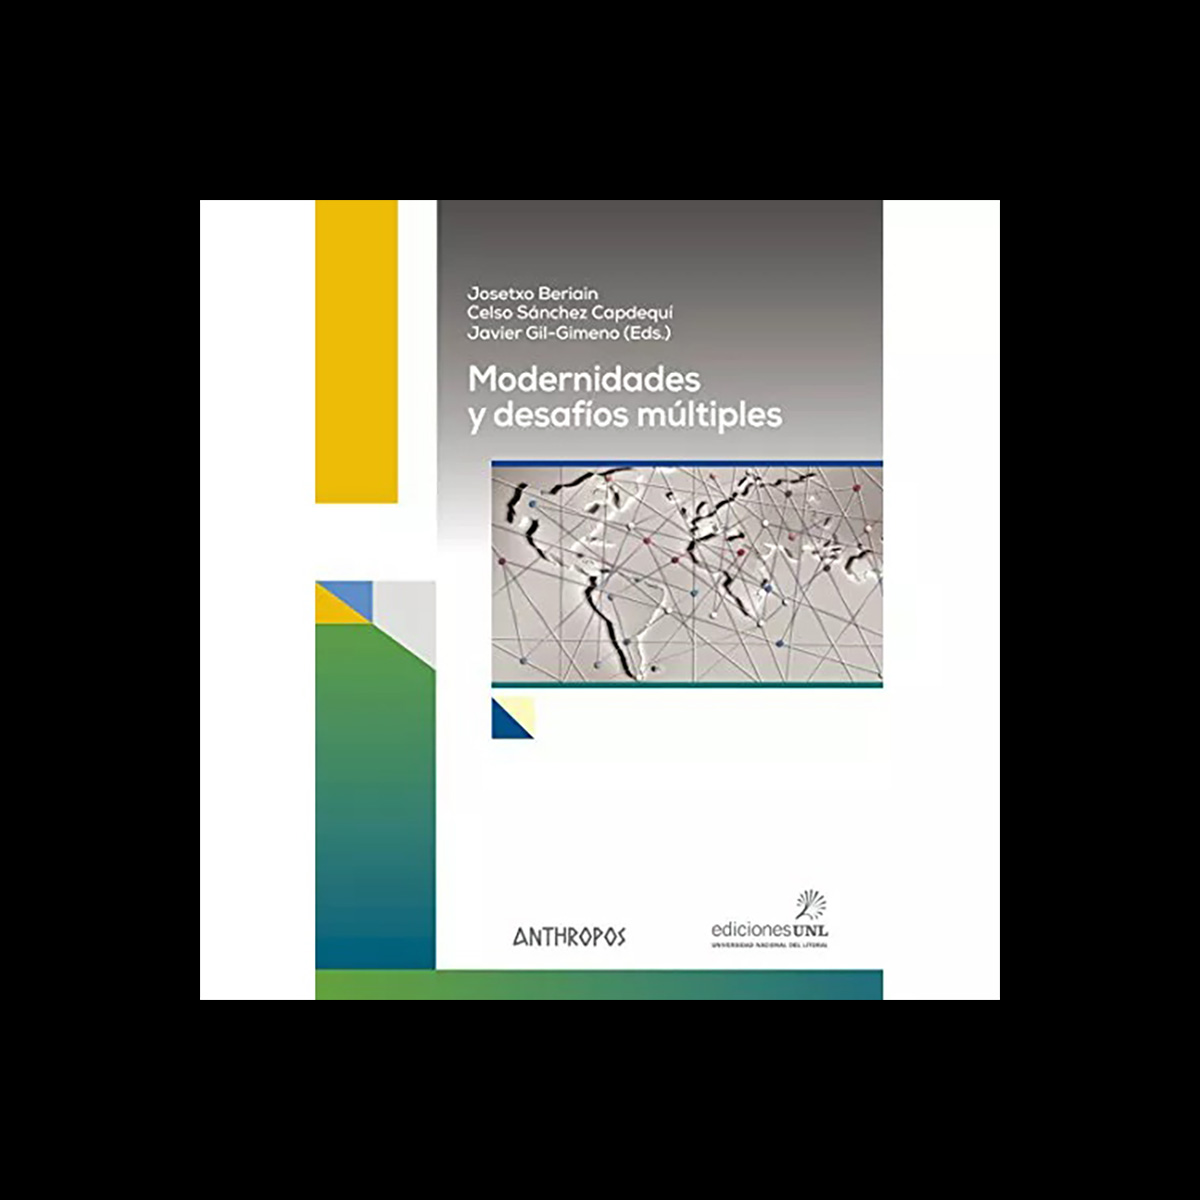 Josetxo Beriain
Celso Sánchez Capdequí
Javier Gil-Gimeno (Eds.)
Modernidades
y desafíos múltiples
ANTHROPOS
edicionesUNL
UNIVERSIDAD NACIONAL DEL LITORAL